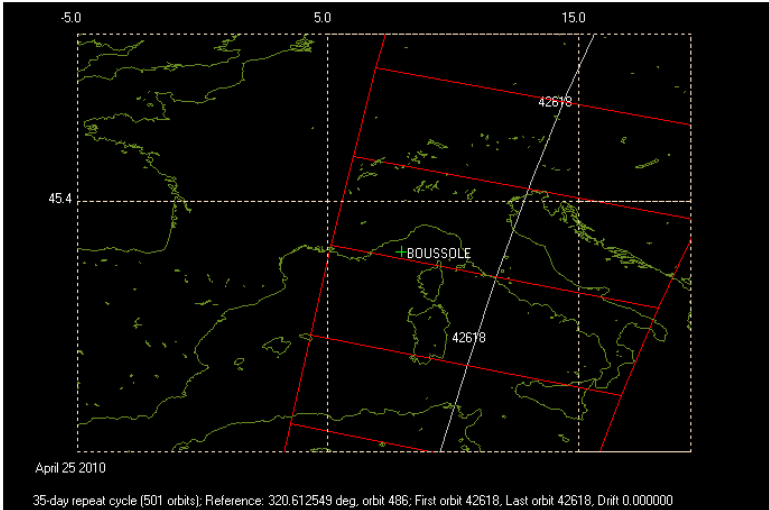 -5.0 5.0 15.0
42618
45.4
BOUSSOLE
42618
April 25 2010
35-day repeat cycle (501 orbits); Reference: 320.612549 deg, orbit 486; First orbit 42618, Last orbit 42618, Drift 0.000000